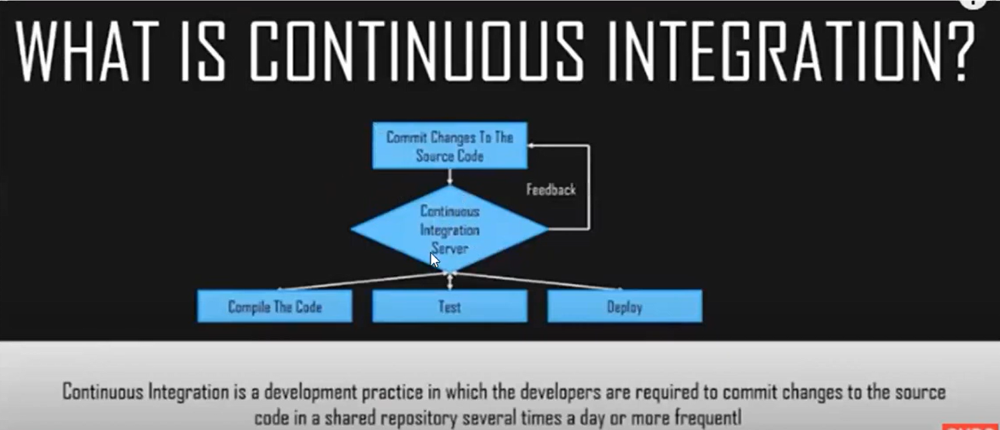 WHAT IS CONTINUOUS INTEGRATION?
Commit Changes To The
Source Code
Feedback
Continuous
Integration
Server
Compile The Code
Test
Deploy
Continuous Integration is a development practice in which the developers are required to commit changes to the source
code in a shared repository several times a day or more frequentl